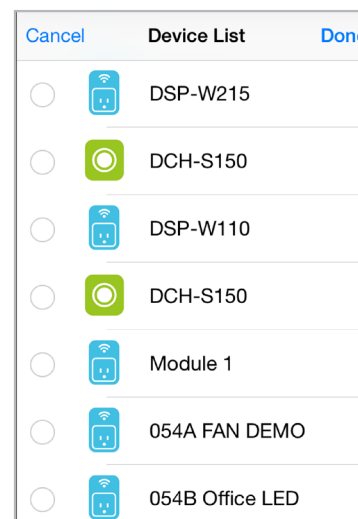 Cancel Device List Don
DSP-W215
DCH-S150
DSP-W110
DCH-S150
Module 1
054A FAN DEMO
054B Office LED